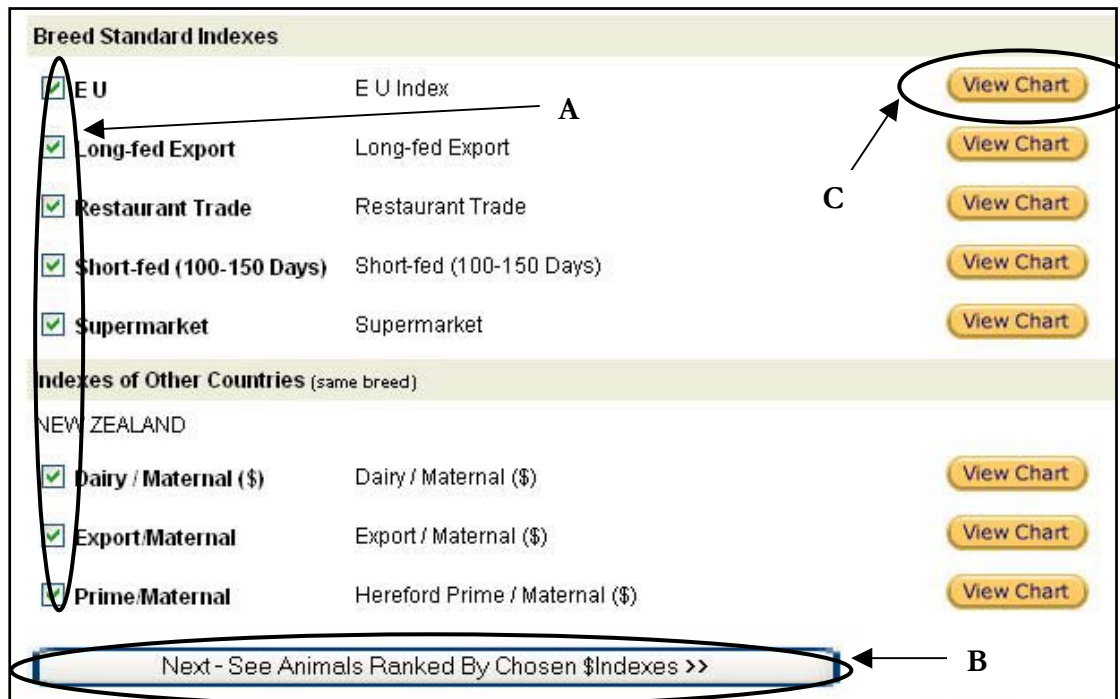 Breed Standard Indexes
E U E U Index View Chart
A
Long-fed Export Long-fed Export View Chart
C
Restaurant Trade Restaurant Trade View Chart
Short-fed (100-150 Days) Short-fed (100-150 Days) View Chart
Supermarket Supermarket View Chart
Indexes of Other Countries (same breed)
NEW ZEALAND
Dairy / Maternal ($) Dairy / Maternal ($) View Chart
Export/Maternal Export / Maternal ($) View Chart
Prime/Maternal Hereford Prime / Maternal ($) View Chart
Next - See Animals Ranked By Chosen $Indexes >> B